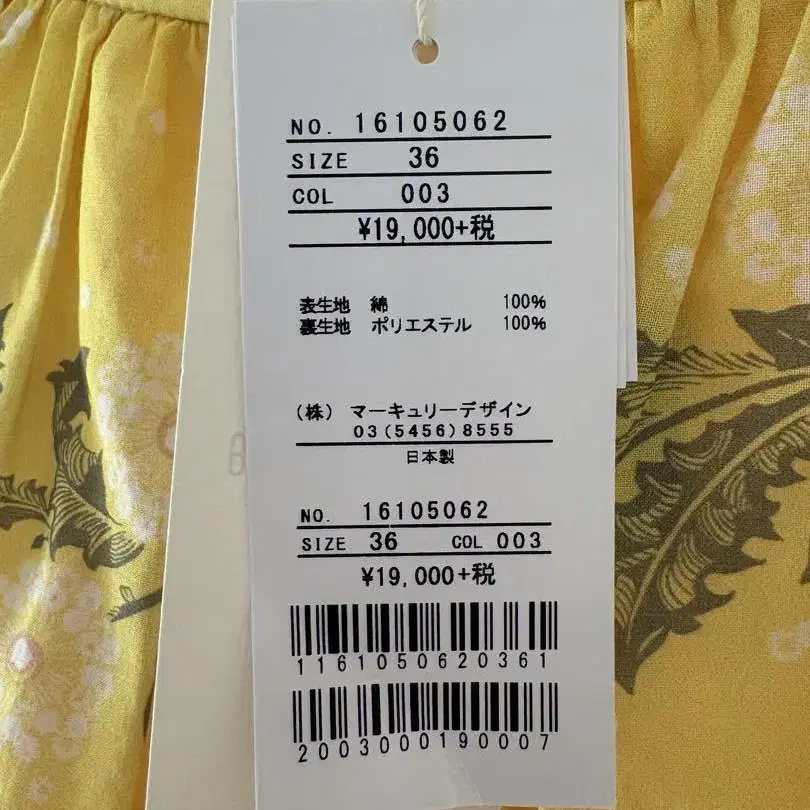 NO. 16105062
SIZE 36
COL 003
¥19,000+税
表生地 綿 100%
裏生地 ポリエステル 100%
(株) マーキュリーデザイン
03(5456)8555
日本製
NO. 16105062
SIZE 36 COL 003
¥19,000+税
1161050620361
2003000190007